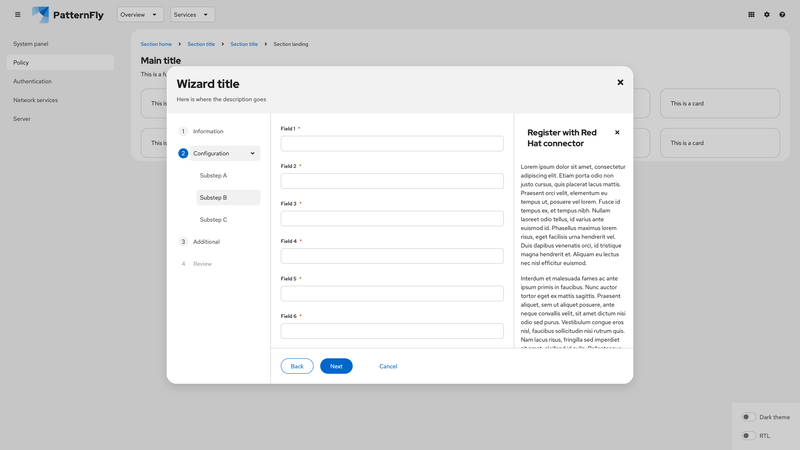 PatternFly
Overview
Services
System panel
Policy
Authentication
Network services
Server
Section home
Section title
Section title
Section landing
Main title
This is a fu
This is
This is a card
This is
This is a card
Wizard title
Here is where the description goes
1 Information
2 Configuration
Substep A
Substep B
Substep C
3 Additional
4 Review
Field 1 *
Field 2 *
Field 3 *
Field 4 *
Field 5 *
Field 6 *
Register with Red
Hat connector
Lorem ipsum dolor sit amet, consectetur
adipiscing elit. Etiam porta odio non
justo cursus, quis placerat lacus mattis.
Praesent orci velit, elementum eu
tempus ut, posuere vel lorem. Fusce id
tempus ex, et tempus nibh. Nullam
laoreet odio tellus, id varius ante
euismod id. Phasellus maximus lorem
risus, eget facilisis urna hendrerit vel.
Duis dapibus venenatis orci, id tristique
magna hendrerit et. Aliquam eu lectus
nec nisl efficitur euismod.
Interdum et malesuada fames ac ante
ipsum primis in faucibus. Nunc auctor
tortor eget ex mattis sagittis. Praesent
aliquet, sem ut aliquet posuere, ante
neque convallis velit, sit amet dictum nisi
odio sed purus. Vestibulum congue eros
nisl, faucibus sollicitudin nisi rutrum quis.
Nam lacus risus, fringilla sed imperdiet
Back
Next
Cancel
Dark theme
RTL